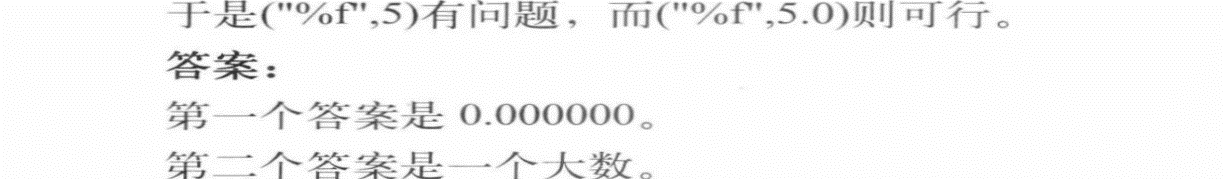 于是("%f",5)有问题，而("%f",5.0)则可行。
答案：
第一个答案是 0.000000。
第二个答案是一个大数。